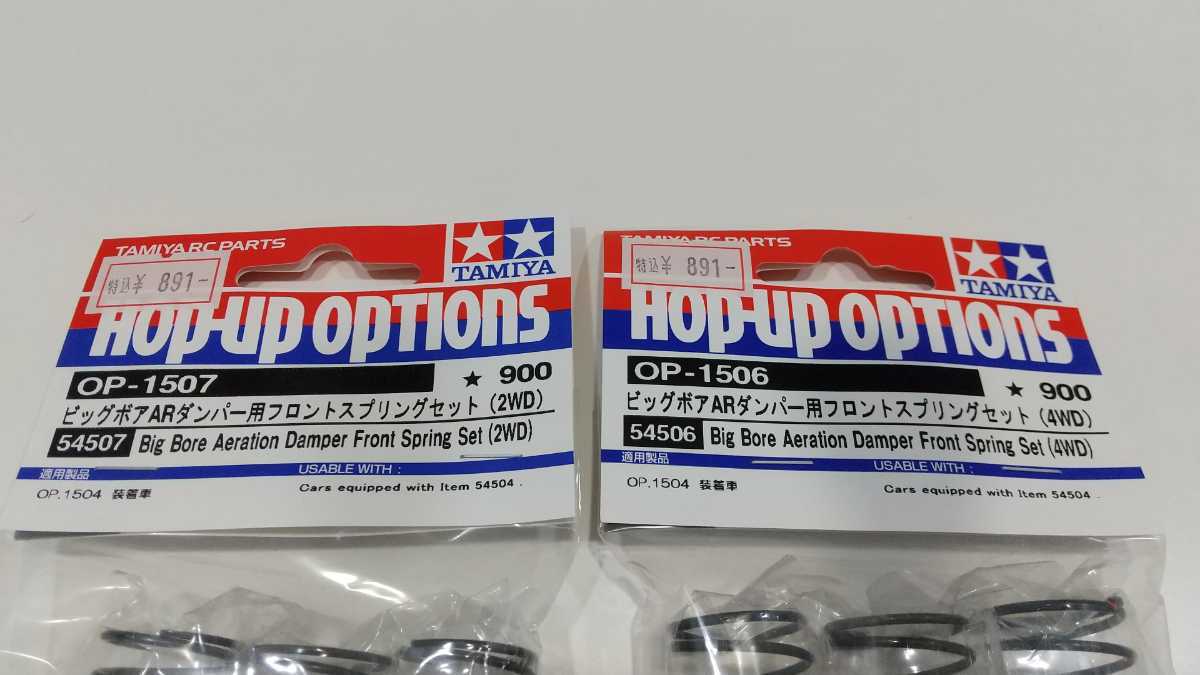 TAMIYA RC PARTS
特込¥ 891-
TAMIYA
HOP-UP OPTIONS
OP-1507
★ 900
ビッグボアARダンパー用フロントスプリングセット (2WD)
54507 Big Bore Aeration Damper Front Spring Set (2WD)
適用製品 USABLE WITH :
OP.1504 装着車 Cars equipped with Item 54504 .
TAMIYA RC PARTS
特込¥ 891-
TAMIYA
HOP-UP OPTIONS
OP-1506
★ 900
ビッグボアARダンパー用フロントスプリングセット (4WD)
54506 Big Bore Aeration Damper Front Spring Set (4WD)
適用製品 USABLE WITH :
OP.1504 装着車 Cars equipped with Item 54504 .